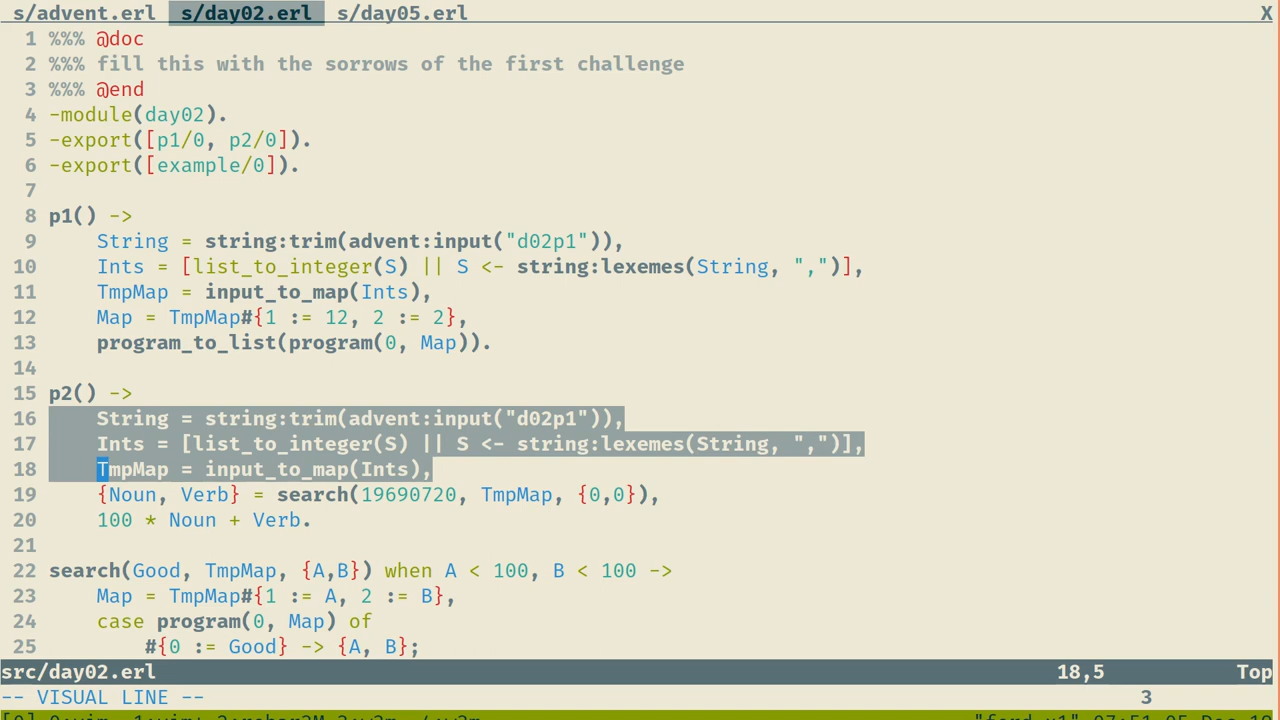 s/advent.erl s/day02.erl s/day05.erl X
1 %%% @doc
2 %%% fill this with the sorrows of the first challenge
3 %%% @end
4 -module(day02).
5 -export([p1/0, p2/0]).
6 -export([example/0]).
7
8 p1() ->
9     String = string:trim(advent:input("d02p1")),
10     Ints = [list_to_integer(S) || S <- string:lexemes(String, ",")],
11     TmpMap = input_to_map(Ints),
12     Map = TmpMap#{1 := 12, 2 := 2},
13     program_to_list(program(0, Map)).
14
15 p2() ->
16     String = string:trim(advent:input("d02p1")),
17     Ints = [list_to_integer(S) || S <- string:lexemes(String, ",")],
18     TmpMap = input_to_map(Ints),
19     {Noun, Verb} = search(19690720, TmpMap, {0,0}),
20     100 * Noun + Verb.
21
22 search(Good, TmpMap, {A,B}) when A < 100, B < 100 ->
23     Map = TmpMap#{1 := A, 2 := B},
24     case program(0, Map) of
25         #{0 := Good} -> {A, B};
src/day02.erl 18,5 Top
-- VISUAL LINE -- 3